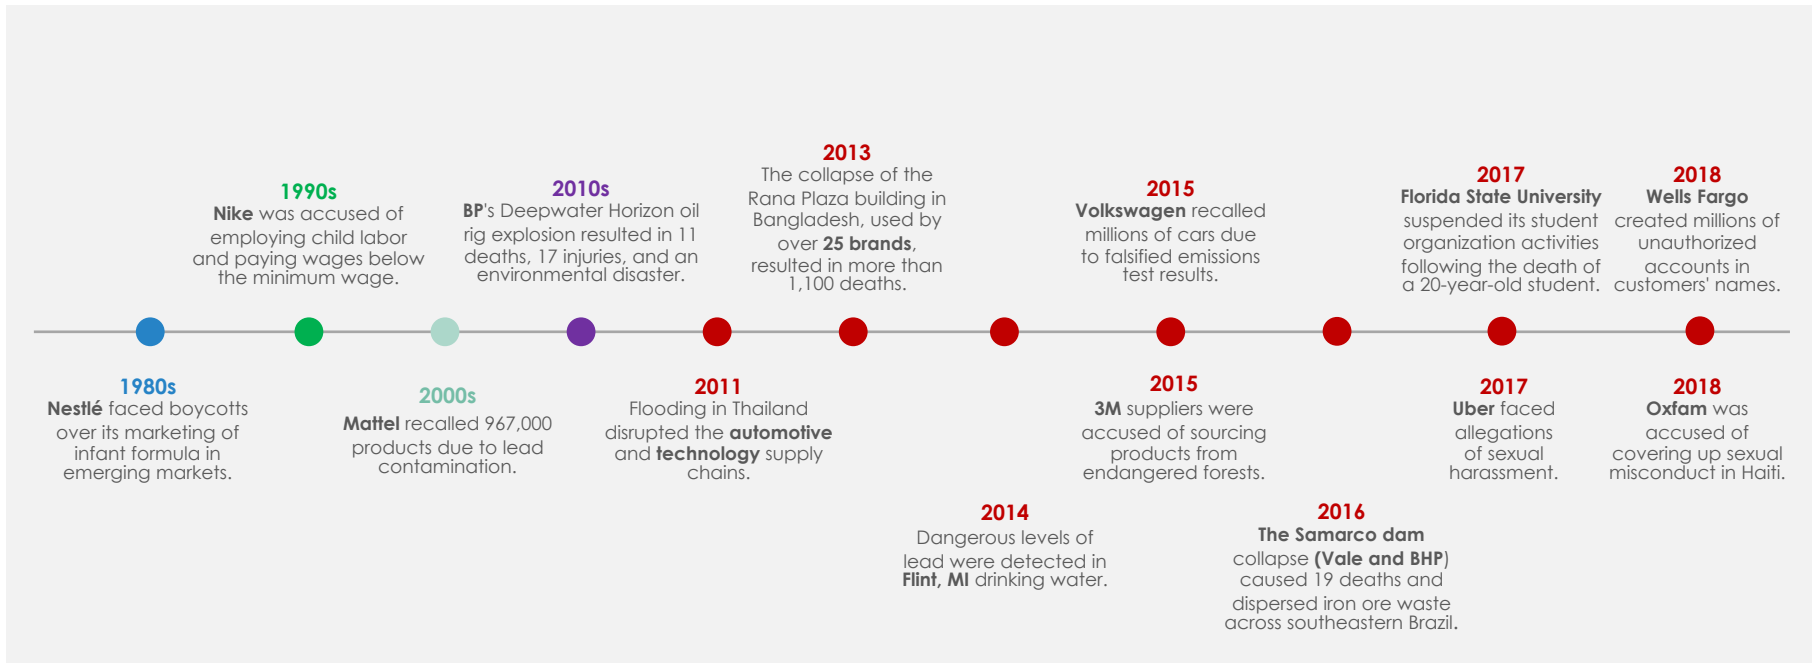 1980s
Nestlé faced boycotts
over its marketing of
infant formula in
emerging markets.
1990s
Nike was accused of
employing child labor
and paying wages below
the minimum wage.
2000s
Mattel recalled 967,000
products due to lead
contamination.
2010s
BP's Deepwater Horizon oil
rig explosion resulted in 11
deaths, 17 injuries, and an
environmental disaster.
2011
Flooding in Thailand
disrupted the automotive
and technology supply
chains.
2013
The collapse of the
Rana Plaza building in
Bangladesh, used by
over 25 brands,
resulted in more than
1,100 deaths.
2014
Dangerous levels of
lead were detected in
Flint, MI drinking water.
2015
Volkswagen recalled
millions of cars due
to falsified emissions
test results.
2015
3M suppliers were
accused of sourcing
products from
endangered forests.
2016
The Samarco dam
collapse (Vale and BHP)
caused 19 deaths and
dispersed iron ore waste
across southeastern Brazil.
2017
Florida State University
suspended its student
organization activities
following the death of
a 20-year-old student.
2017
Uber faced
allegations
of sexual
harassment.
2018
Wells Fargo
created millions of
unauthorized
accounts in
customers' names.
2018
Oxfam was
accused of
covering up sexual
misconduct in Haiti.